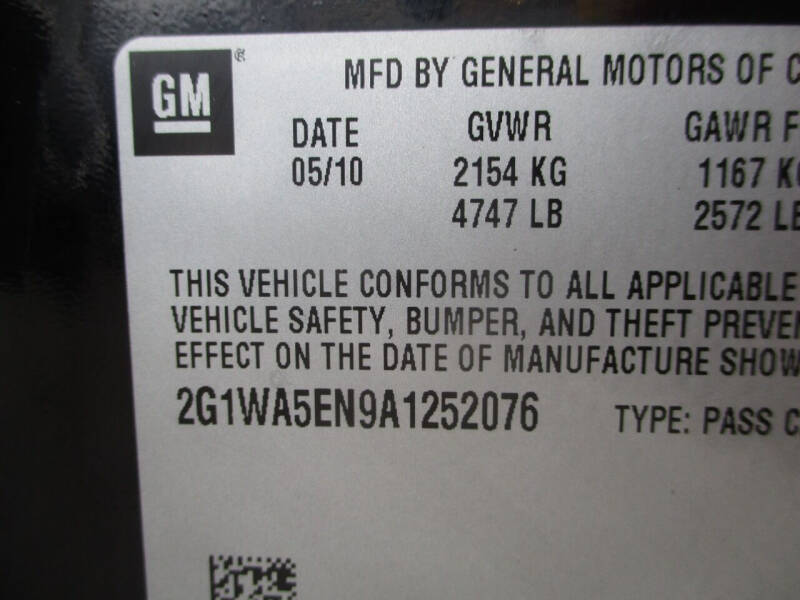 GM®
MFD BY GENERAL MOTORS OF
DATE GVWR GAWR F
05/10 2154 KG 1167 KG
4747 LB 2572 LB
THIS VEHICLE CONFORMS TO ALL APPLICABLE
VEHICLE SAFETY, BUMPER, AND THEFT PREVE
EFFECT ON THE DATE OF MANUFACTURE SHOW
2G1WA5EN9A1252076 TYPE: PASS C